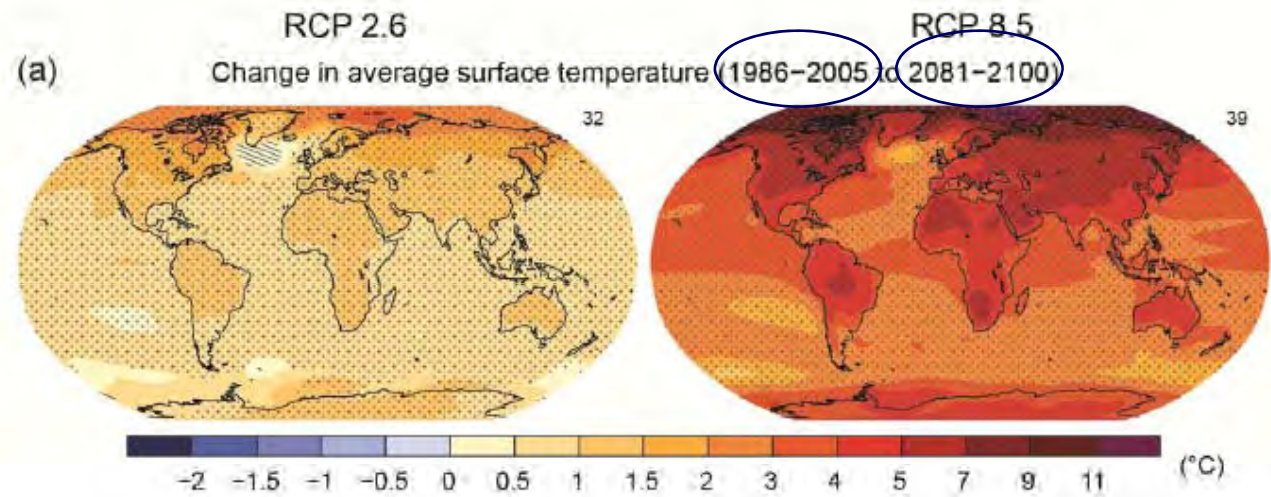 RCP 2.6 RCP 8.5
(a) Change in average surface temperature (1986−2005 to 2081−2100)
32 39
−2 −1.5 −1 −0.5 0 0.5 1 1.5 2 3 4 5 7 9 11 (°C)